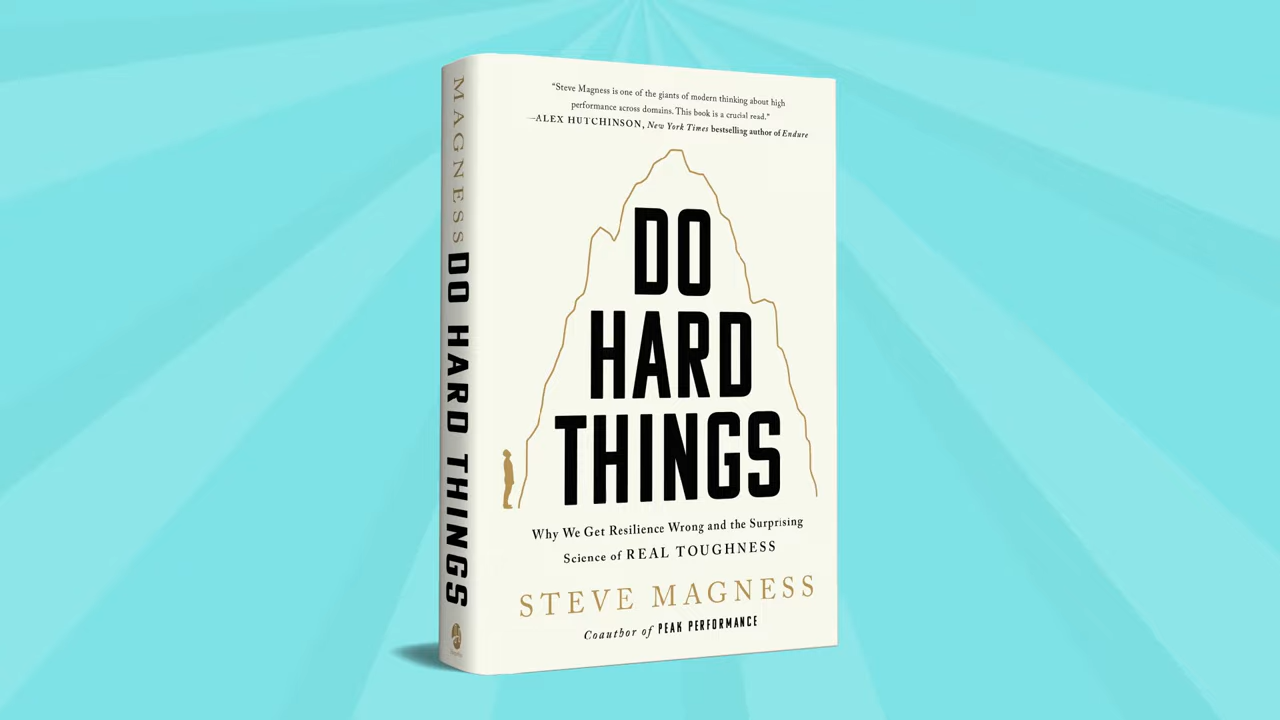 "Steve Magness is one of the giants of modern thinking about high
performance across domains. This book is a crucial read."
—ALEX HUTCHINSON, New York Times bestselling author of Endure
DO
HARD
THINGS
Why We Get Resilience Wrong and the Surprising
Science of REAL TOUGHNESS
STEVE MAGNESS
Coauthor of PEAK PERFORMANCE
MAGNESS DO HARD THINGS